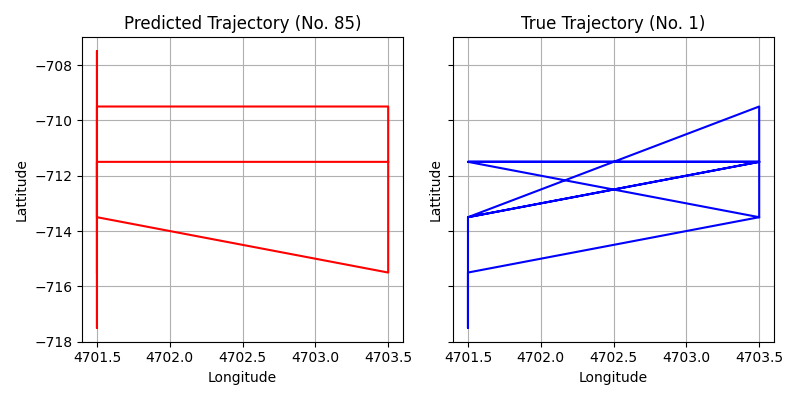 Predicted Trajectory (No. 85)
True Trajectory (No. 1)
Lattitude
−708
−710
−712
−714
−716
−718
4701.5 4702.0 4702.5 4703.0 4703.5
Longitude
Lattitude
4701.5 4702.0 4702.5 4703.0 4703.5
Longitude